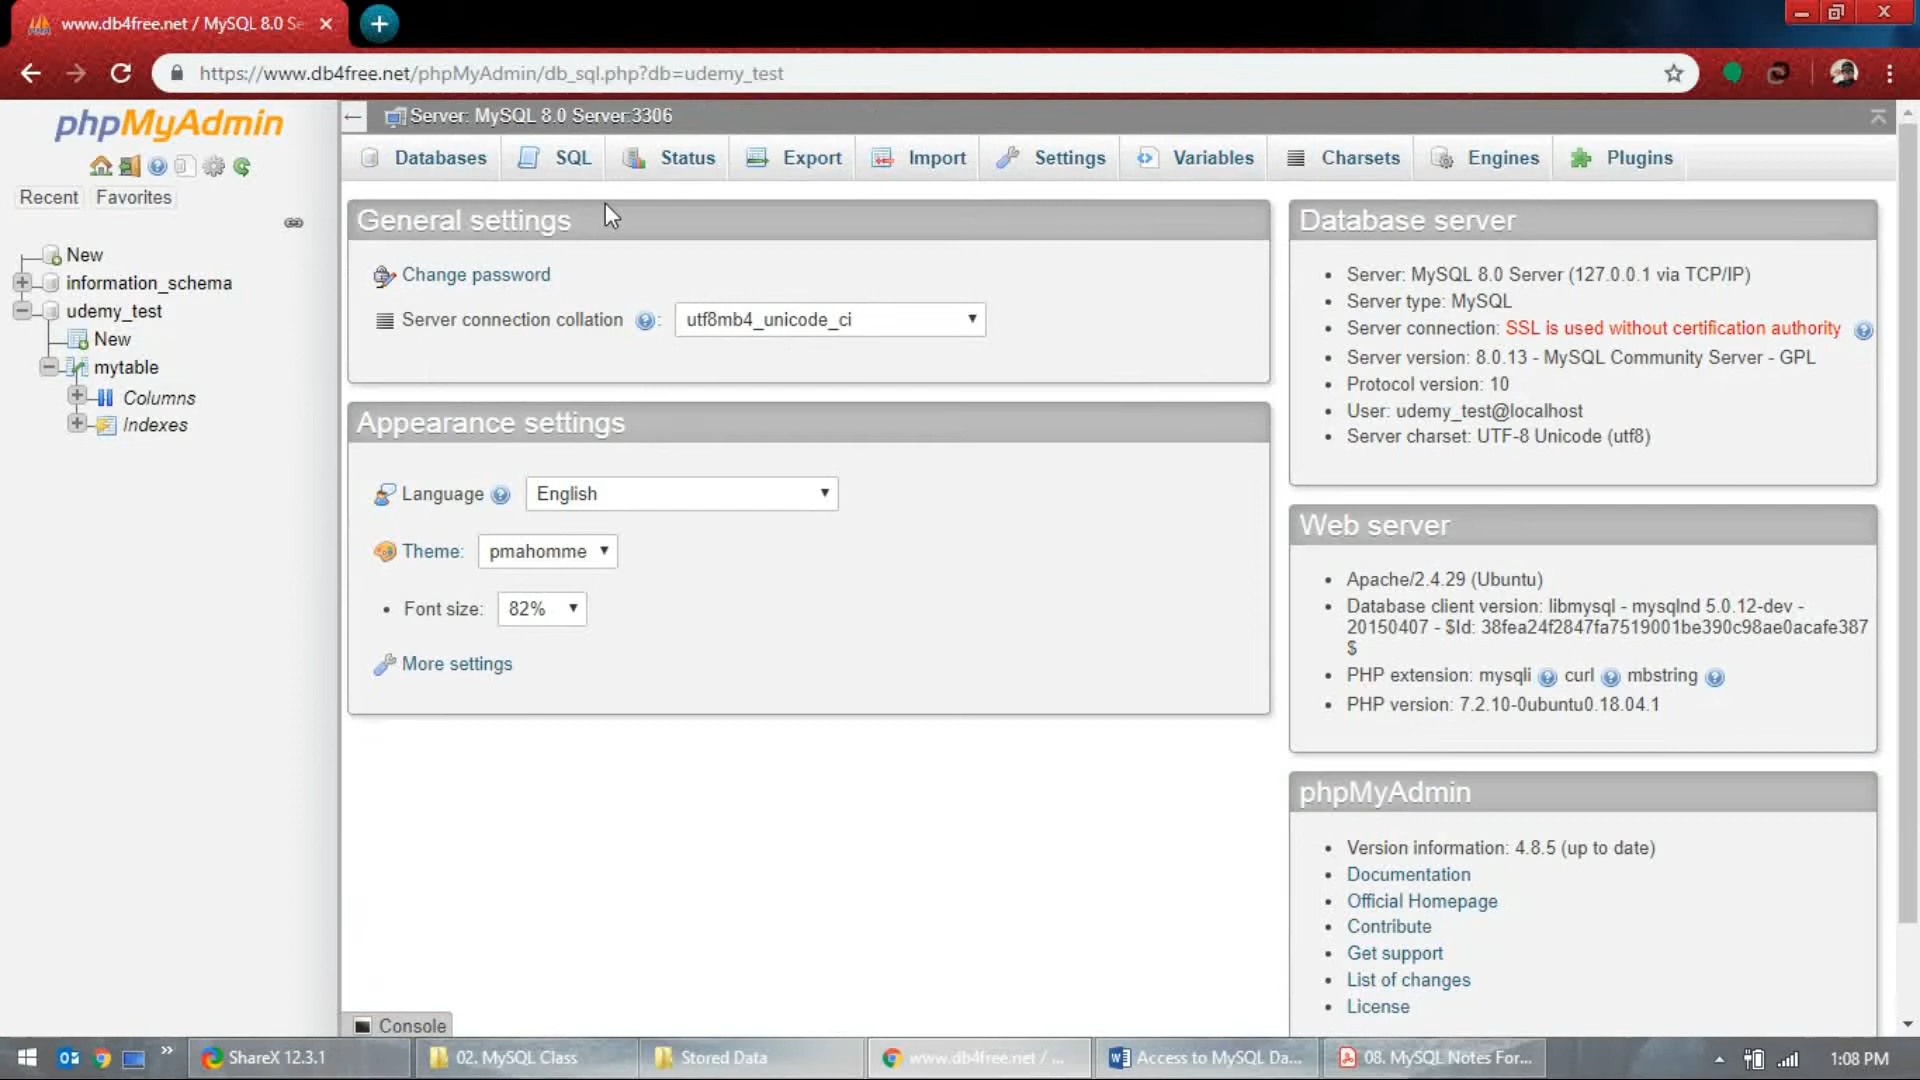 www.db4free.net / MySQL 8.0 Se
https://www.db4free.net/phpMyAdmin/db_sql.php?db=udemy_test
phpMyAdmin
Recent Favorites
New
information_schema
udemy_test
New
mytable
Columns
Indexes
Server: MySQL 8.0 Server:3306
Databases SQL Status Export Import Settings Variables Charsets Engines Plugins
General settings
Change password
Server connection collation : utf8mb4_unicode_ci
Appearance settings
Language English
Theme: pmahomme
• Font size: 82%
More settings
Database server
• Server: MySQL 8.0 Server (127.0.0.1 via TCP/IP)
• Server type: MySQL
• Server connection: SSL is used without certification authority
• Server version: 8.0.13 - MySQL Community Server - GPL
• Protocol version: 10
• User: udemy_test@localhost
• Server charset: UTF-8 Unicode (utf8)
Web server
• Apache/2.4.29 (Ubuntu)
• Database client version: libmysql - mysqlnd 5.0.12-dev -
20150407 - $Id: 38fea24f2847fa7519001be390c98ae0acafe387
$
• PHP extension: mysqli curl mbstring
• PHP version: 7.2.10-0ubuntu0.18.04.1
phpMyAdmin
• Version information: 4.8.5 (up to date)
• Documentation
• Official Homepage
• Contribute
• Get support
• List of changes
• License
Console
ShareX 12.3.1
02. MySQL Class
Stored Data
www.db4free.net / ...
Access to MySQL Da...
08. MySQL Notes For...
1:08 PM